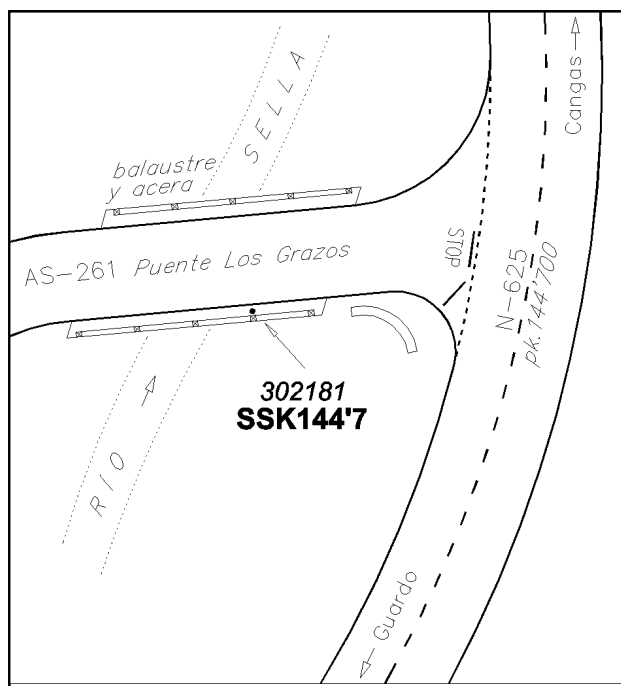 Cangas
SELLA
balaustre
y acera
AS-261 Puente Los Grazos
STOP
N-625
pk.144'700
302181
SSK144'7
RIO
Guardo